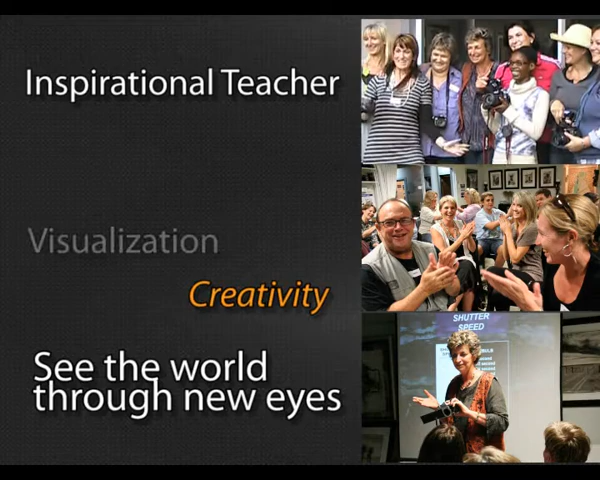 Inspirational Teacher
Visualization
Creativity
See the world
through new eyes
SHUTTER
SPEED